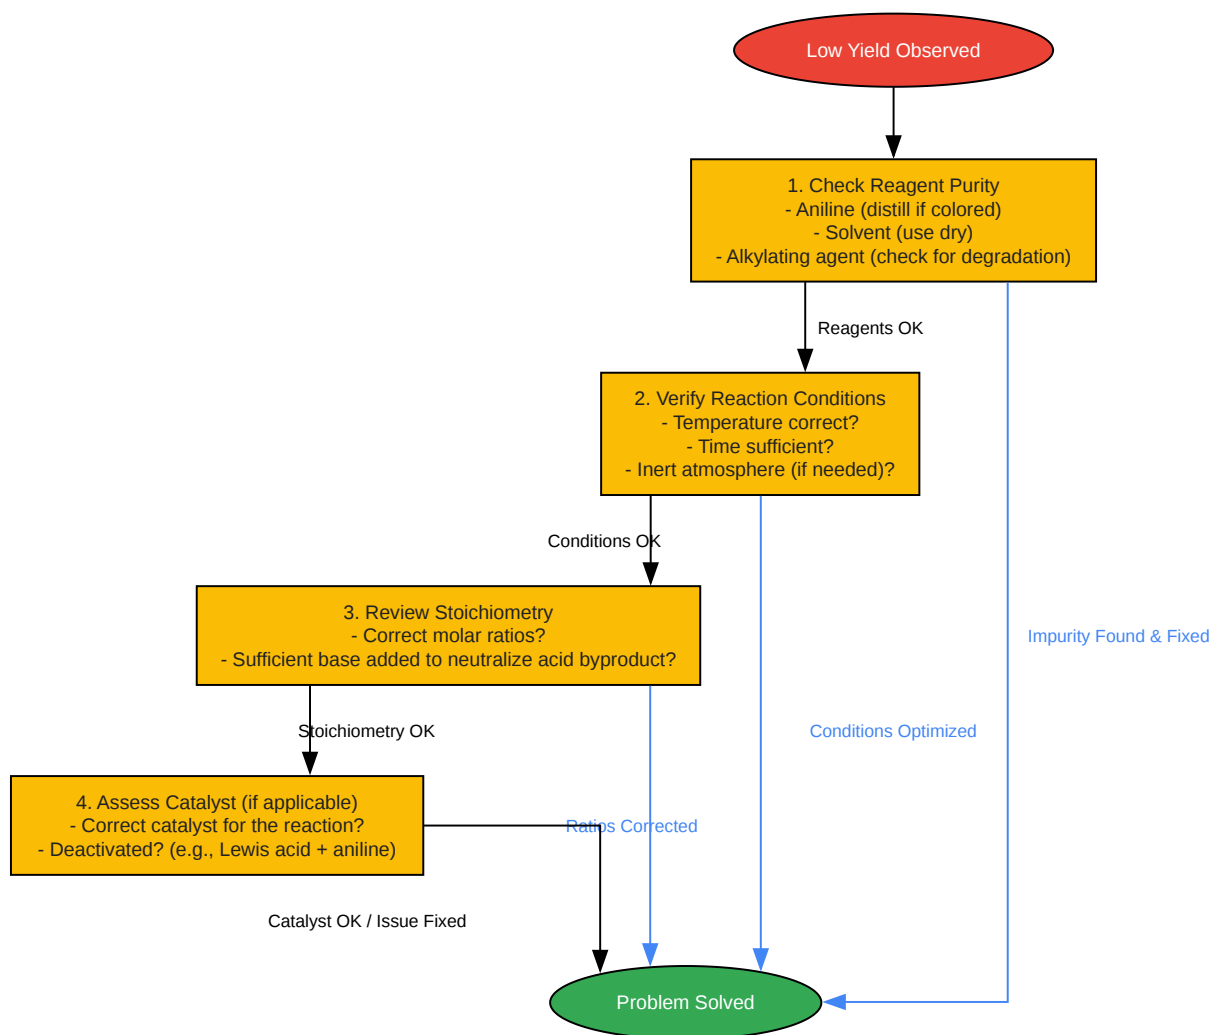 Low Yield Observed
1. Check Reagent Purity
- Aniline (distill if colored)
- Solvent (use dry)
- Alkylating agent (check for degradation)
Reagents OK
2. Verify Reaction Conditions
- Temperature correct?
- Time sufficient?
- Inert atmosphere (if needed)?
Conditions OK
3. Review Stoichiometry
- Correct molar ratios?
- Sufficient base added to neutralize acid byproduct?
Impurity Found & Fixed
Stoichiometry OK
Conditions Optimized
4. Assess Catalyst (if applicable)
- Correct catalyst for the reaction?
- Deactivated? (e.g., Lewis acid + aniline)
Ratios Corrected
Catalyst OK / Issue Fixed
Problem Solved